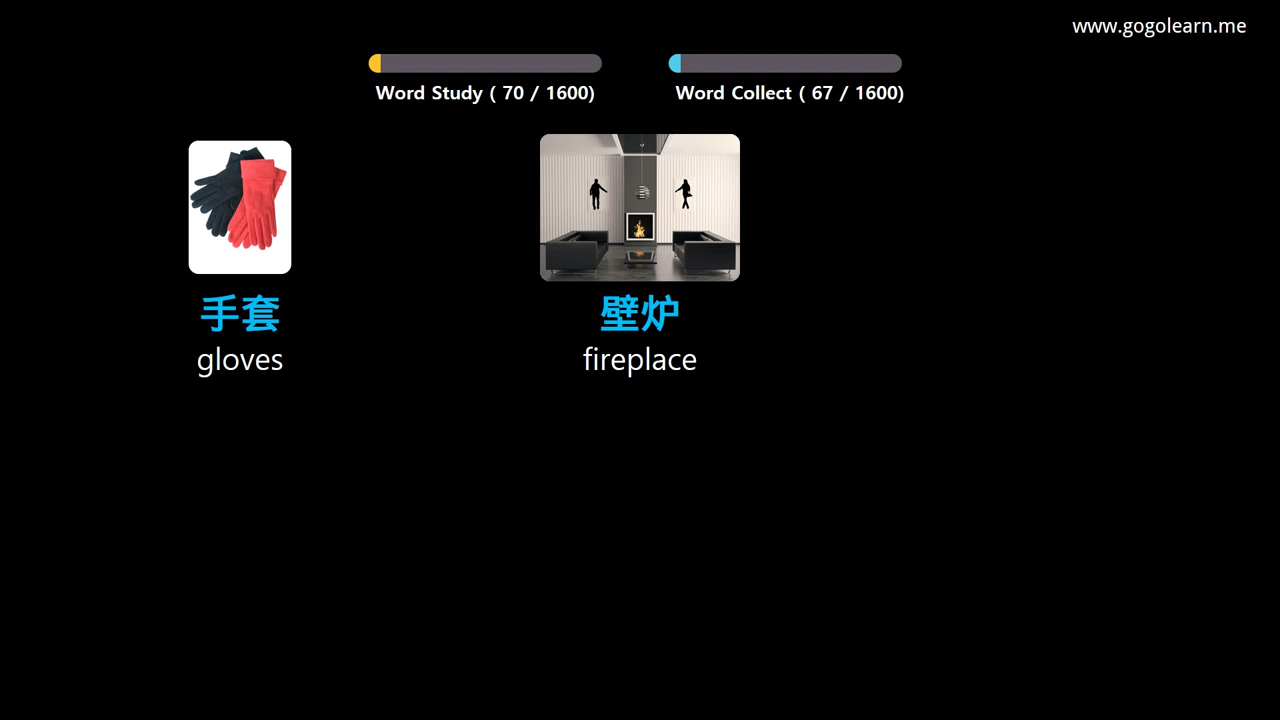 www.gogolearn.me
Word Study ( 70 / 1600)
Word Collect ( 67 / 1600)
手套
gloves
壁炉
fireplace